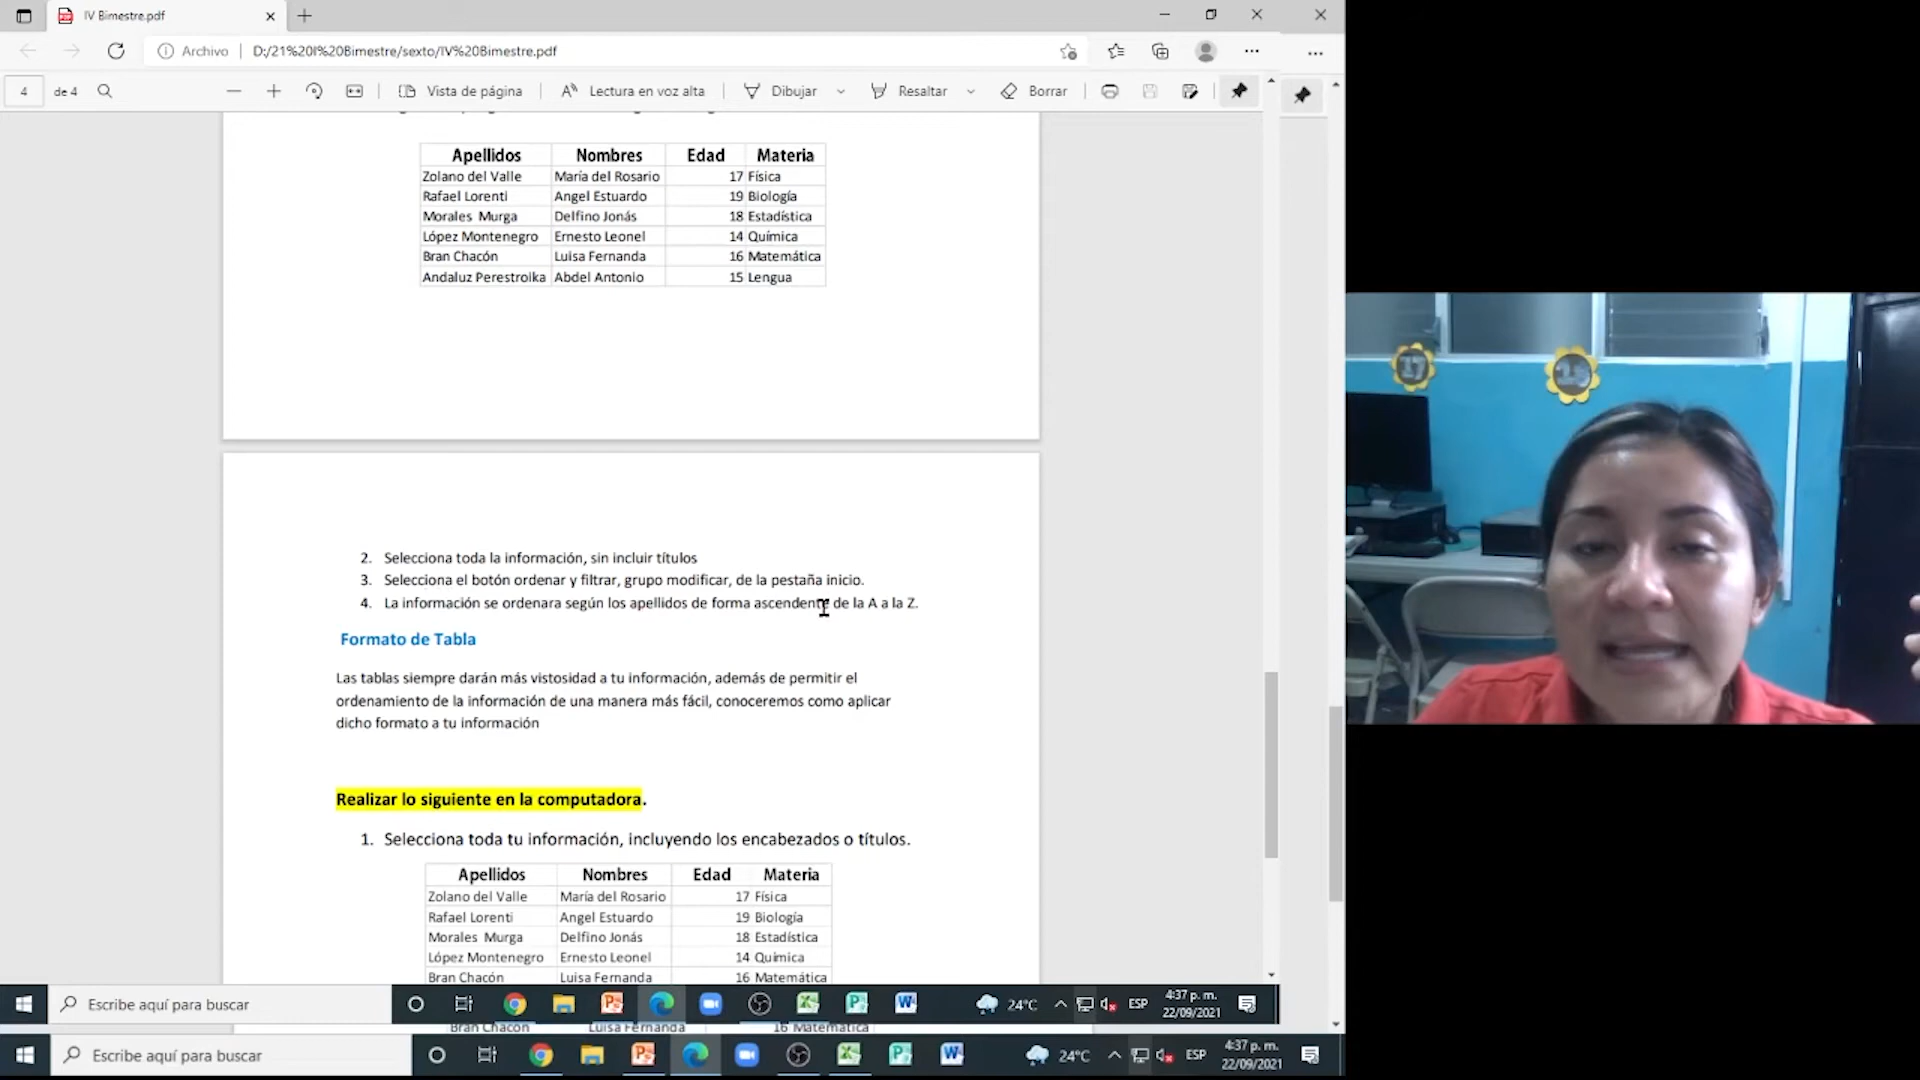 IV Bimestre.pdf
Archivo
D:/21%20I%20Bimestre/sexto/IV%20Bimestre.pdf
4 de 4
Vista de página
Lectura en voz alta
Dibujar
Resaltar
Borrar
Apellidos Nombres Edad Materia
Zolano del Valle María del Rosario 17 Física
Rafael Lorenti Angel Estuardo 19 Biología
Morales Murga Delfino Jonás 18 Estadística
López Montenegro Ernesto Leonel 14 Química
Bran Chacón Luisa Fernanda 16 Matemática
Andaluz Perestroika Abdel Antonio 15 Lengua
2. Selecciona toda la información, sin incluir títulos
3. Selecciona el botón ordenar y filtrar, grupo modificar, de la pestaña inicio.
4. La información se ordenara según los apellidos de forma ascendente de la A a la Z.
Formato de Tabla
Las tablas siempre darán más vistosidad a tu información, además de permitir el
ordenamiento de la información de una manera más fácil, conoceremos como aplicar
dicho formato a tu información
Realizar lo siguiente en la computadora.
1. Selecciona toda tu información, incluyendo los encabezados o títulos.
Apellidos Nombres Edad Materia
Zolano del Valle María del Rosario 17 Física
Rafael Lorenti Angel Estuardo 19 Biología
Morales Murga Delfino Jonás 18 Estadística
López Montenegro Ernesto Leonel 14 Química
Bran Chacón Luisa Fernanda 16 Matemática
Escribe aquí para buscar
24°C
ESP
4:37 p. m.
22/09/2021
Bran Chacón Luisa Fernanda 16 Matemática
Escribe aquí para buscar
24°C
ESP
4:37 p. m.
22/09/2021
17